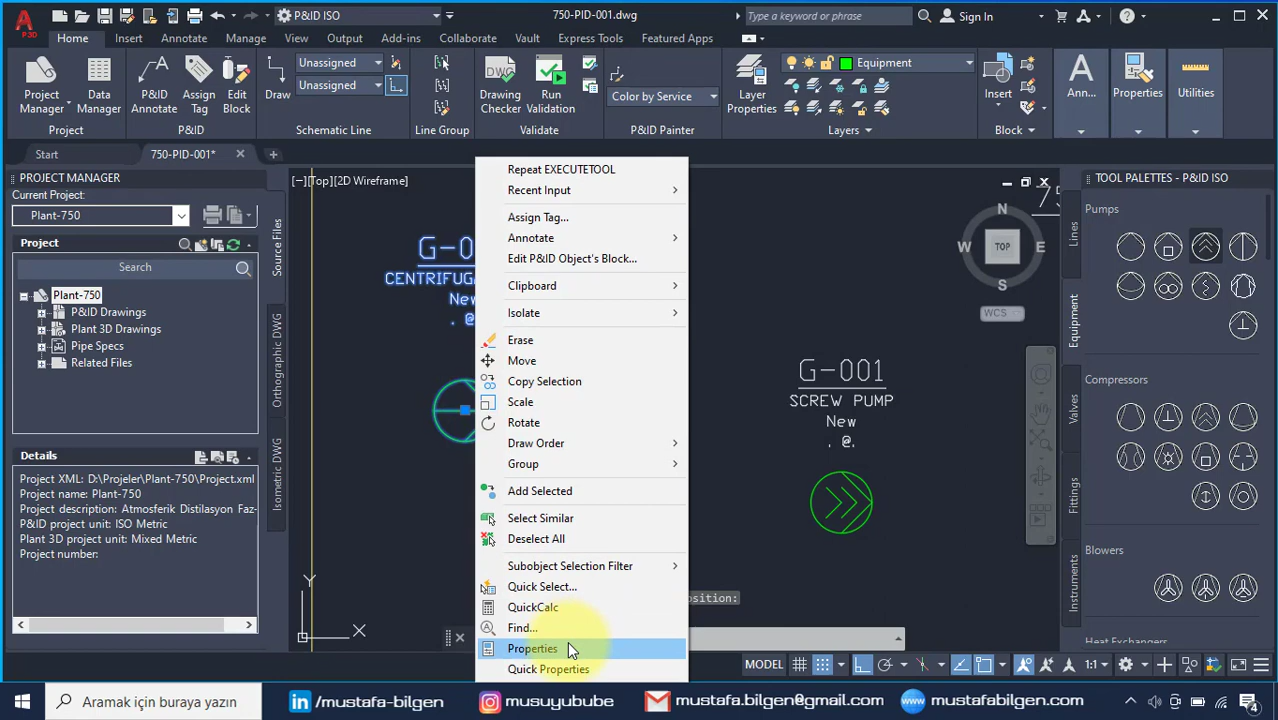 P&ID ISO
750-PID-001.dwg
Type a keyword or phrase
Sign In
A
P3D
Home
Insert
Annotate
Manage
View
Output
Add-ins
Collaborate
Vault
Express Tools
Featured Apps
Project Manager
Data Manager
P&ID Annotate
Assign Tag
Edit Block
Draw
Unassigned
Unassigned
Drawing Checker
Run Validation
Color by Service
Layer Properties
Equipment
Insert
Ann...
Properties
Utilities
Project
P&ID
Schematic Line
Line Group
Validate
P&ID Painter
Layers
Block
Start
750-PID-001*
PROJECT MANAGER
Current Project:
Plant-750
Project
Search
Plant-750
P&ID Drawings
Plant 3D Drawings
Pipe Specs
Related Files
Details
Project XML: D:\Projeler\Plant-750\Project.xml
Project name: Plant-750
Project description: Atmosferik Distilasyon Faz-
P&ID project unit: ISO Metric
Plant 3D project unit: Mixed Metric
Project number:
Source Files
Orthographic DWG
Isometric DWG
[−][Top][2D Wireframe]
G-0
CENTRIFUGA
New
. @
Repeat EXECUTETOOL
Recent Input
Assign Tag...
Annotate
Edit P&ID Object's Block...
Clipboard
Isolate
Erase
Move
Copy Selection
Scale
Rotate
Draw Order
Group
Add Selected
Select Similar
Deselect All
Subobject Selection Filter
Quick Select...
QuickCalc
Find...
Properties
Quick Properties
G-001
SCREW PUMP
New
. @.
osition:
Y
X
N
W
TOP
E
S
WCS
TOOL PALETTES - P&ID ISO
Lines
Equipment
Valves
Fittings
Instruments
Pumps
Compressors
Blowers
Heat Exchangers
MODEL
1:1
Aramak için buraya yazın
/mustafa-bilgen
musuyubube
mustafa.bilgen@gmail.com
mustafabilgen.com
4